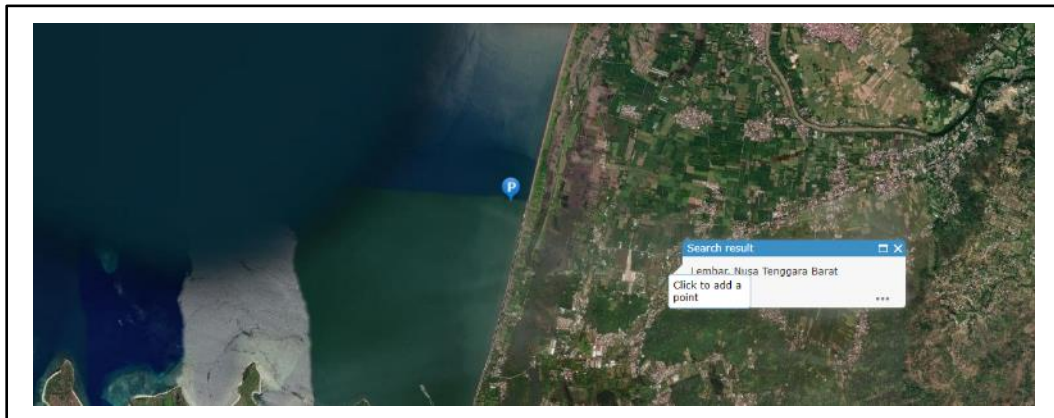 P
Search result
Lembar, Nusa Tenggara Barat
Click to add a
point